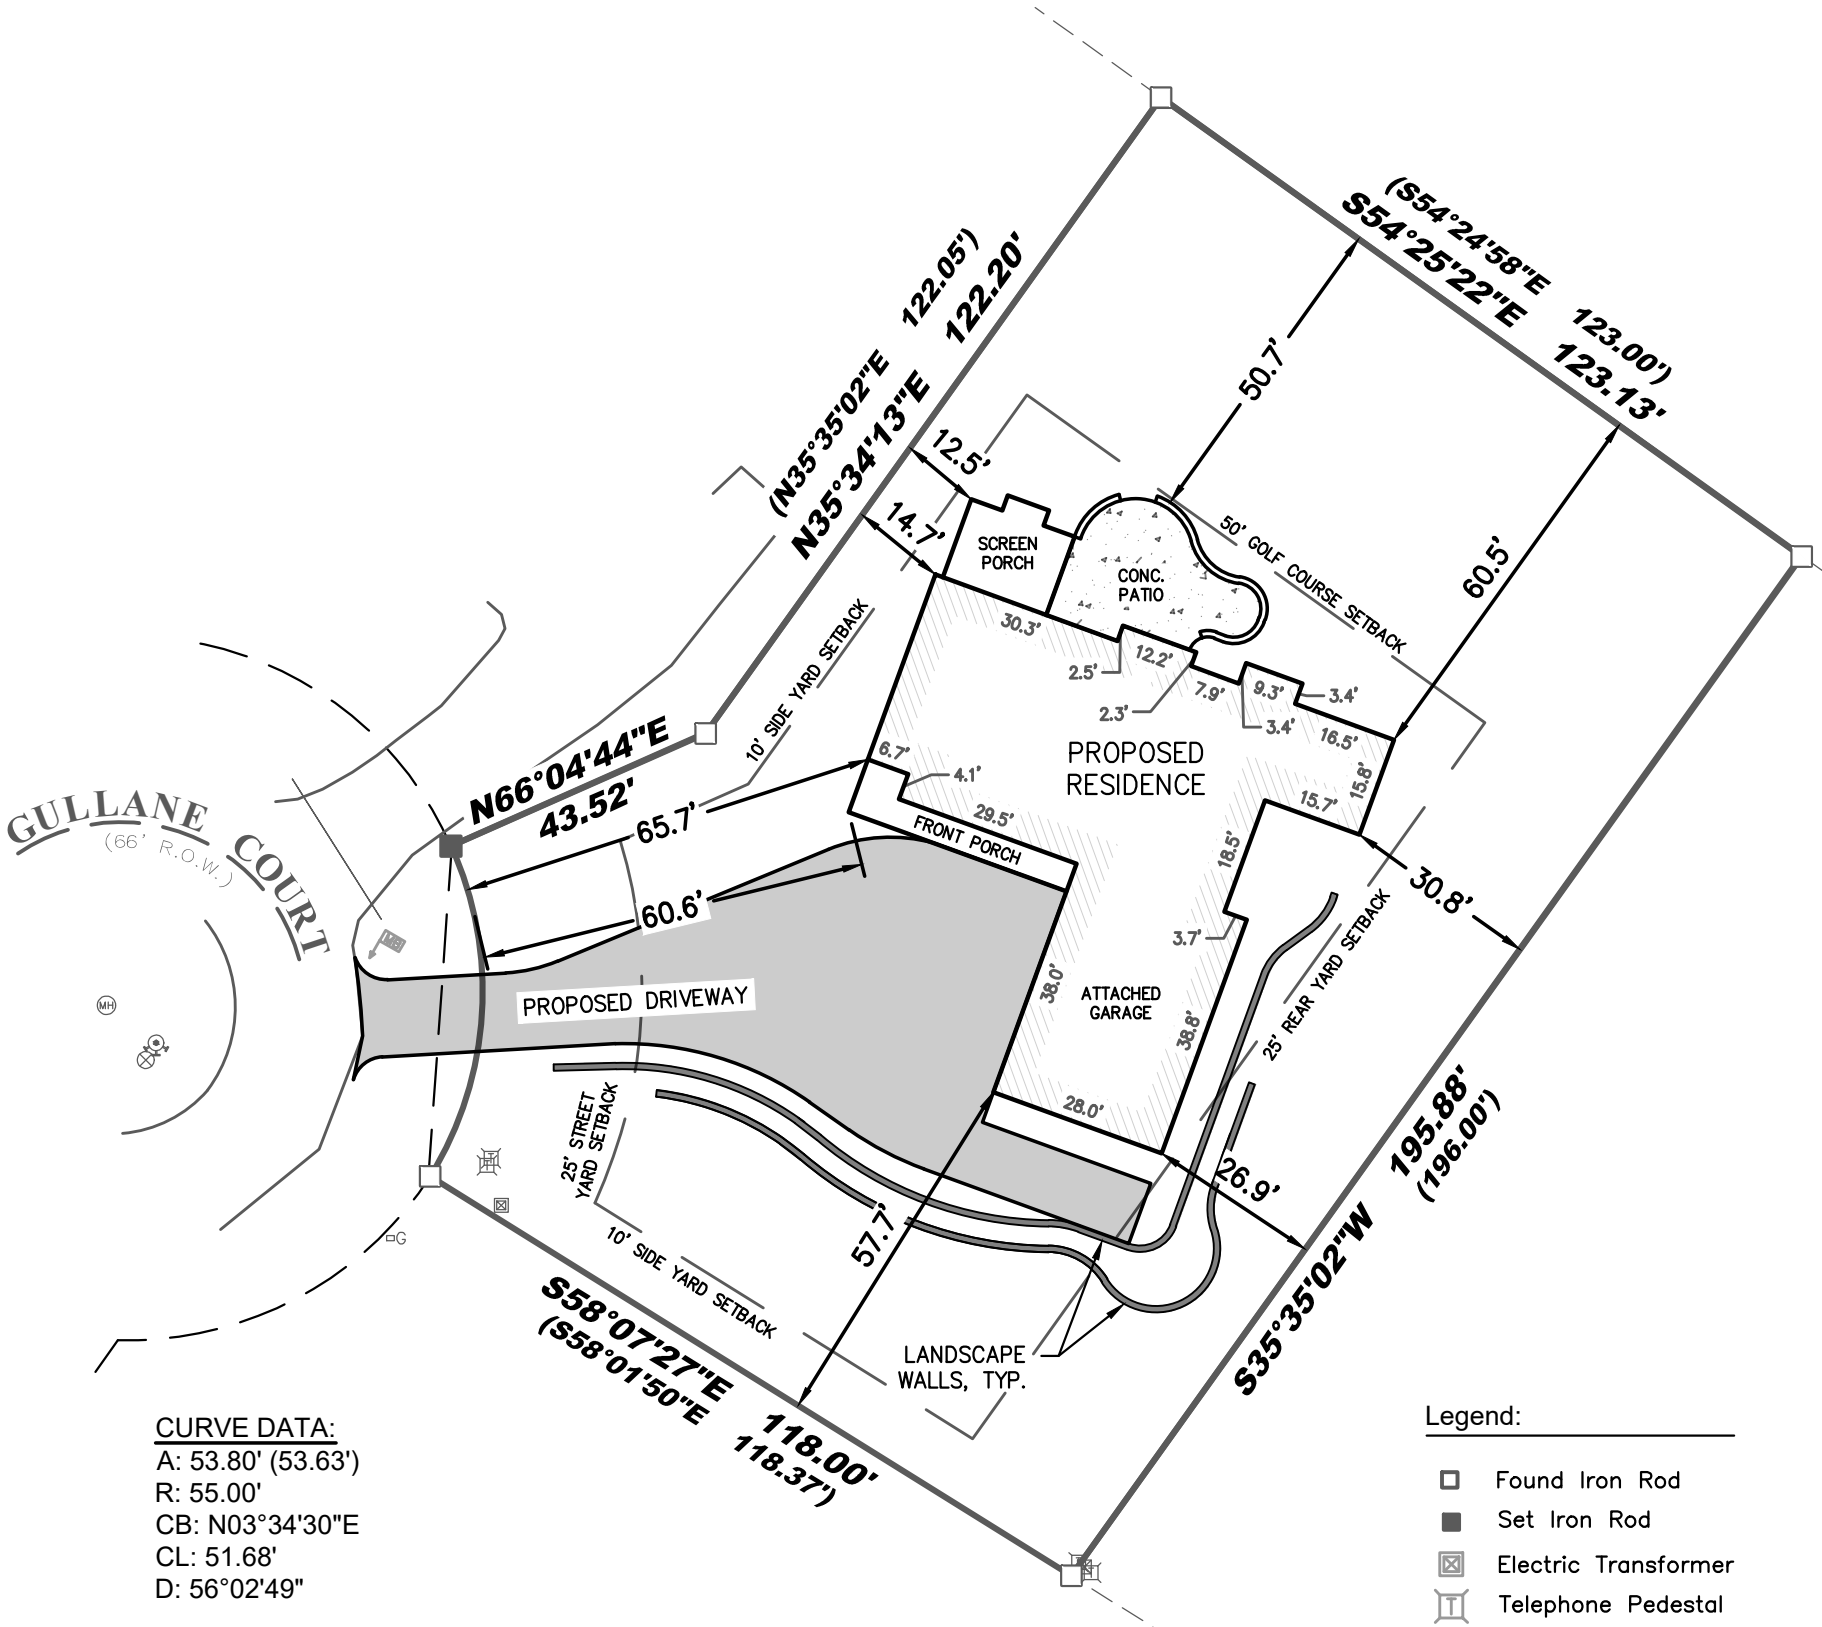 (S54°24'58"E 123.00')
S54°25'22"E 123.13'
(N35°35'02"E 122.05')
N35°34'13"E 122.20'
50.7'
12.5'
14.7'
60.5'
50' GOLF COURSE SETBACK
SCREEN
PORCH
CONC.
PATIO
10' SIDE YARD SETBACK
30.3'
2.5'
12.2'
2.3'
7.9'
9.3'
3.4'
3.4'
16.5'
15.8'
15.7'
PROPOSED
RESIDENCE
6.7'
4.1'
29.5'
FRONT PORCH
18.5'
3.7'
N66°04'44"E
43.52'
65.7'
60.6'
GULLANE COURT
(66' R.O.W.)
MB
MH
PROPOSED DRIVEWAY
38.0'
ATTACHED
GARAGE
38.8'
28.0'
30.8'
25' REAR YARD SETBACK
26.9'
195.88'
(196.00')
S35°35'02"W
25' STREET
YARD SETBACK
T
G
10' SIDE YARD SETBACK
57.7'
S58°07'27"E 118.00'
(S58°01'50"E 118.37')
LANDSCAPE
WALLS, TYP.
T
T
CURVE DATA:
A: 53.80' (53.63')
R: 55.00'
CB: N03°34'30"E
CL: 51.68'
D: 56°02'49"
Legend:
Found Iron Rod
Set Iron Rod
Electric Transformer
T Telephone Pedestal